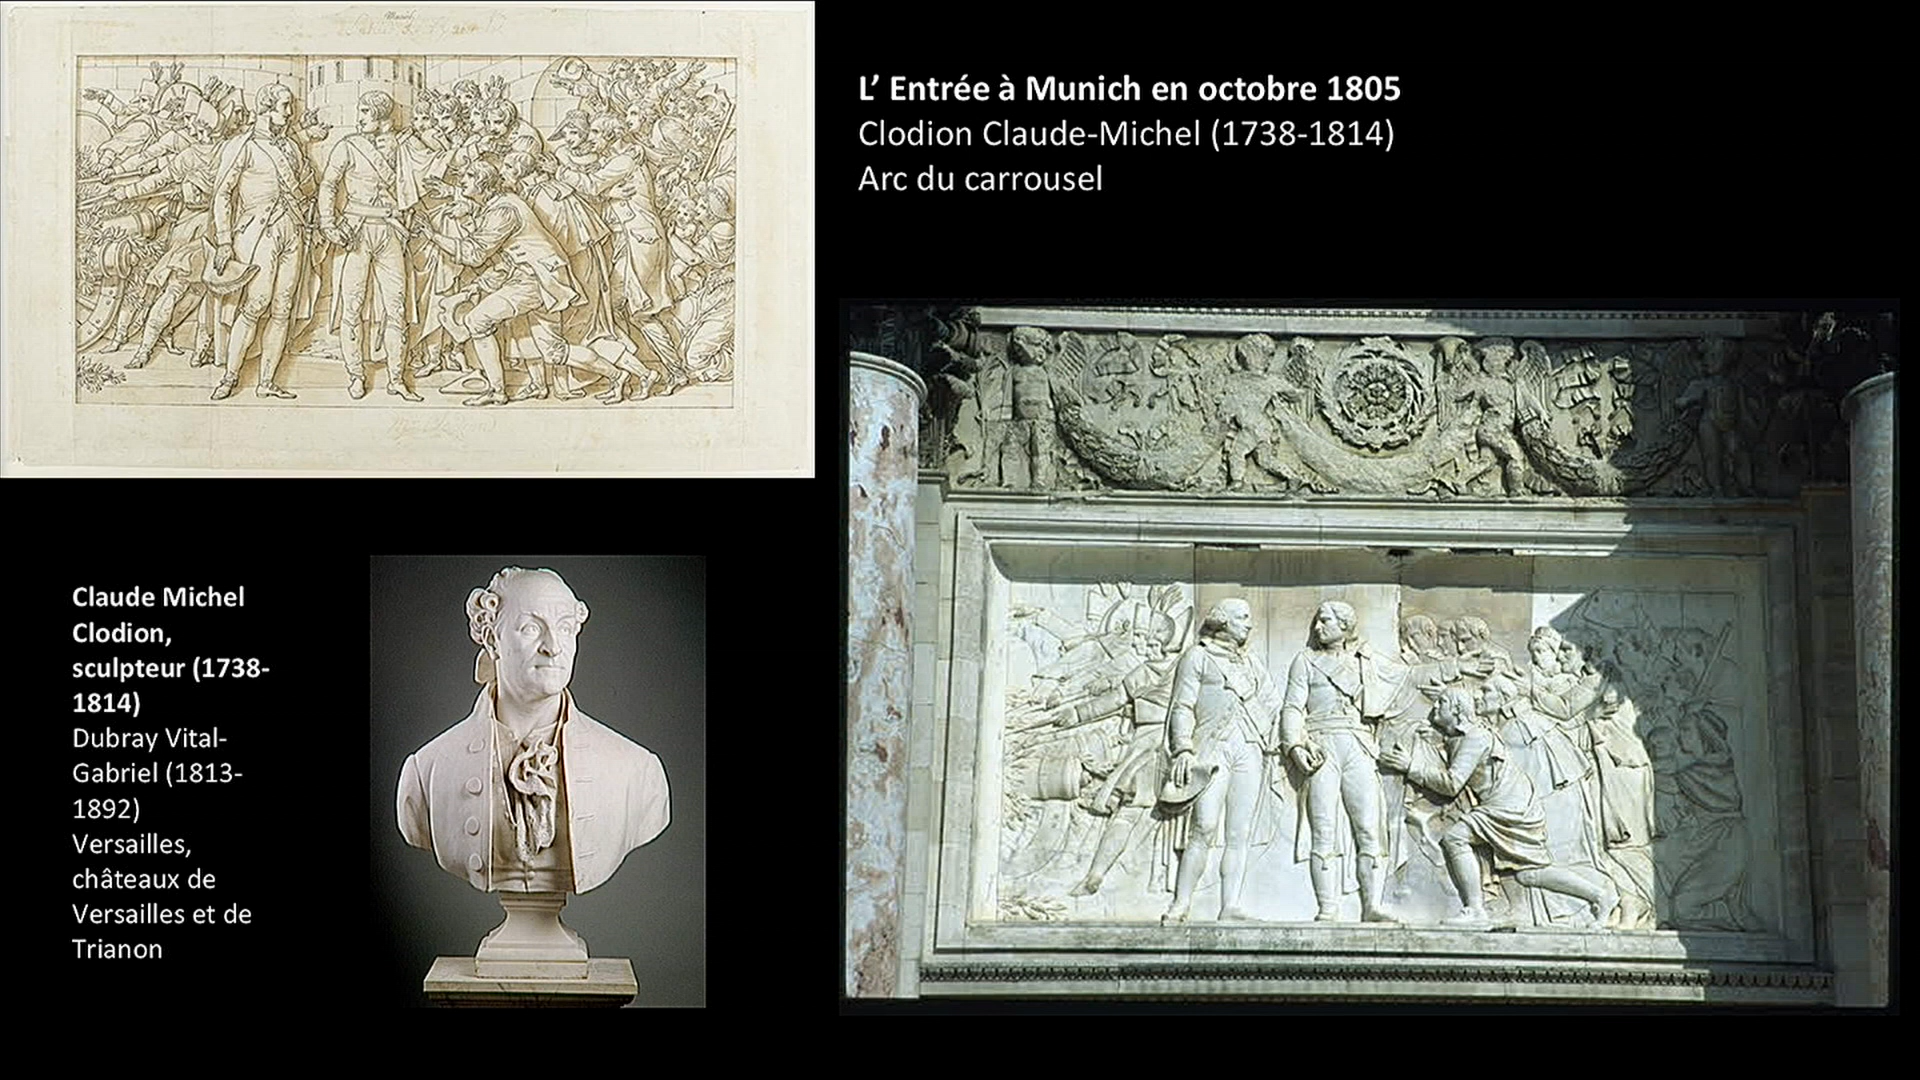 L’ Entrée à Munich en octobre 1805
Clodion Claude-Michel (1738-1814)
Arc du carrousel
Claude Michel
Clodion,
sculpteur (1738-
1814)
Dubray Vital-
Gabriel (1813-
1892)
Versailles,
châteaux de
Versailles et de
Trianon